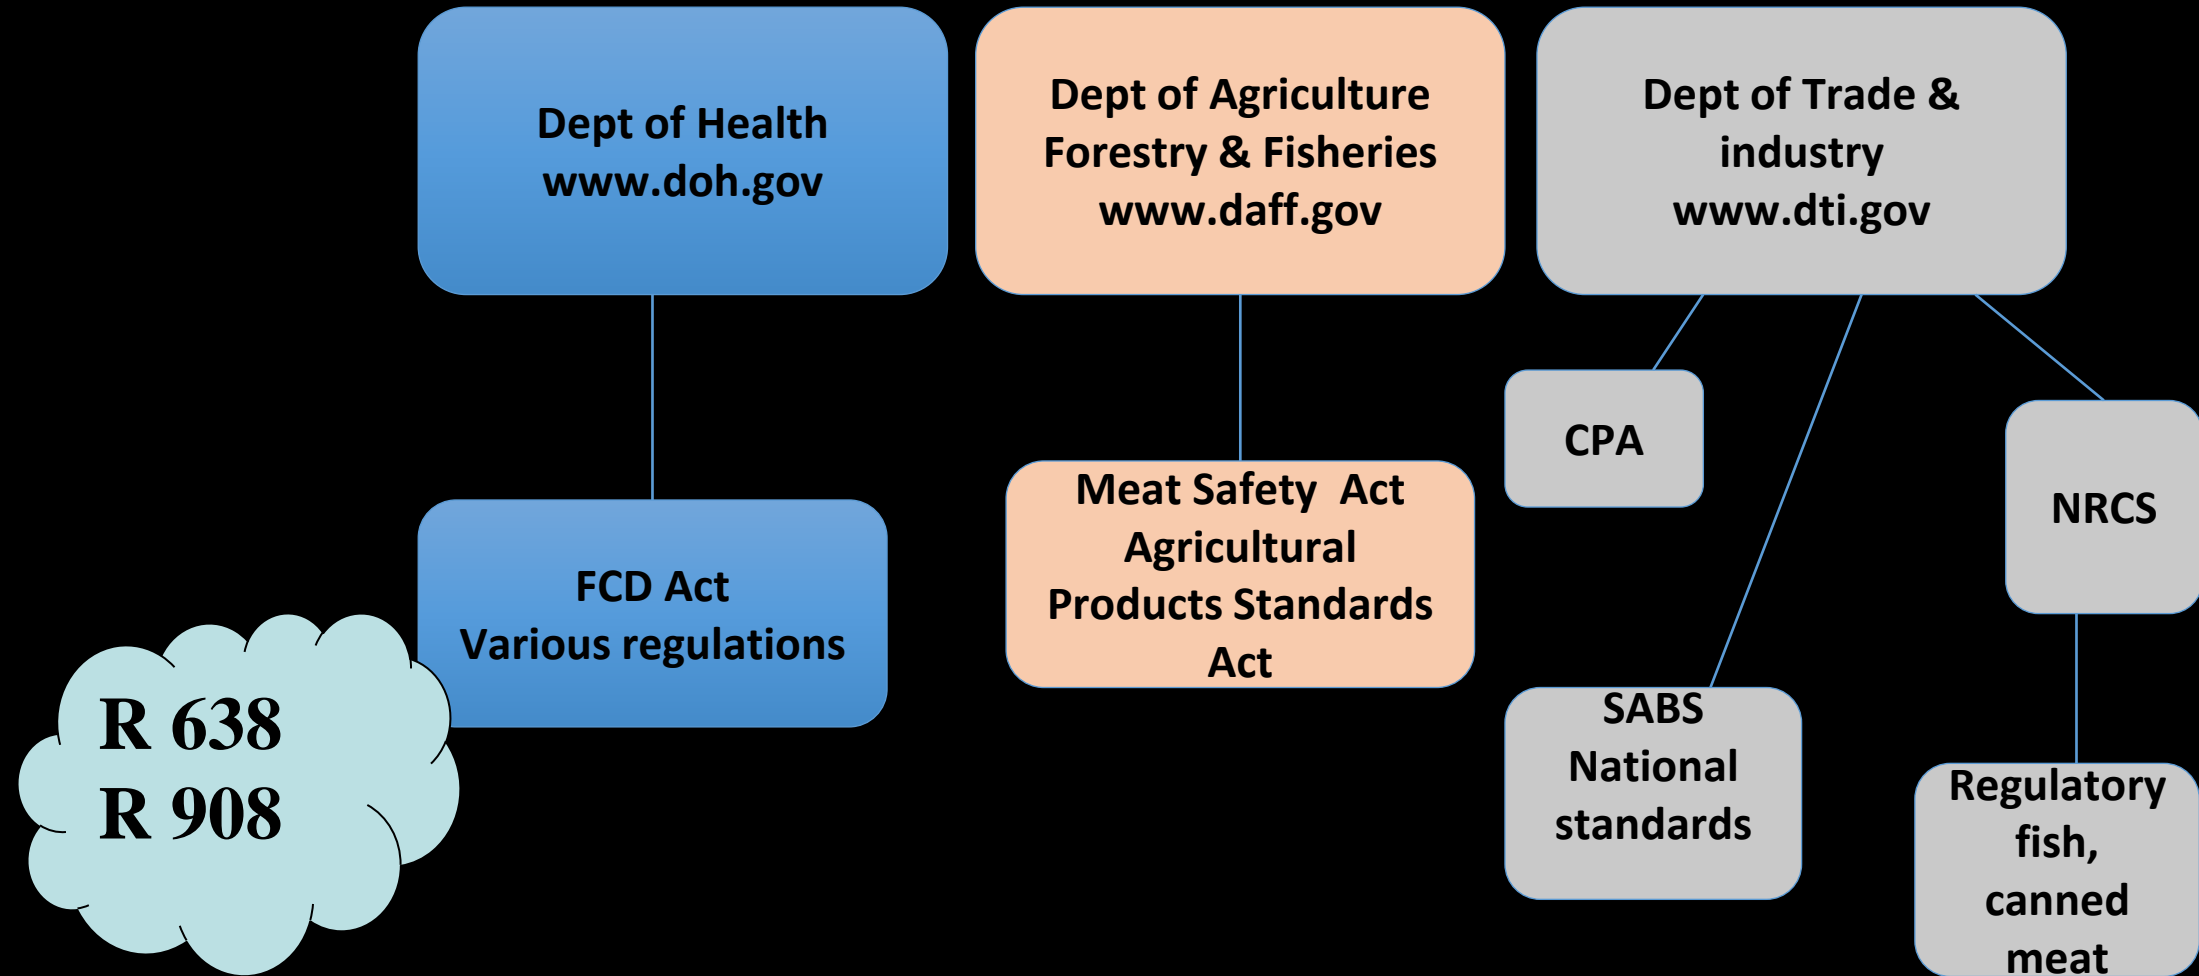 Dept of Health
www.doh.gov
Dept of Agriculture
Forestry & Fisheries
www.daff.gov
Dept of Trade &
industry
www.dti.gov
CPA
NRCS
Meat Safety Act
Agricultural
Products Standards
Act
FCD Act
Various regulations
R 638
R 908
SABS
National
standards
Regulatory
fish,
canned
meat